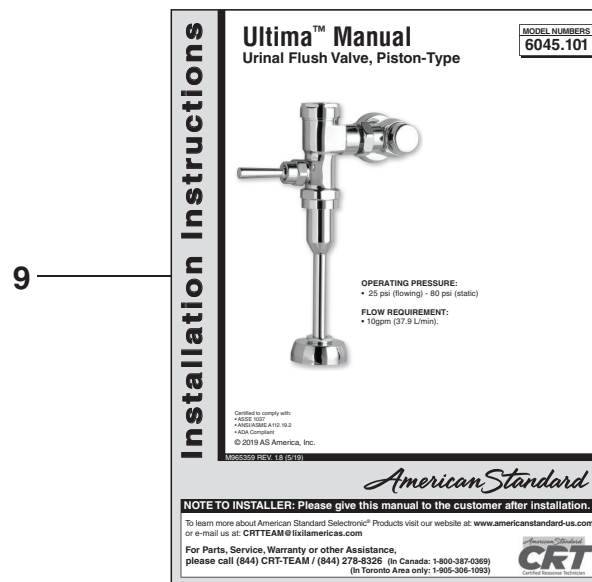 9
Installation Instructions
Ultima™ Manual
Urinal Flush Valve, Piston-Type
MODEL NUMBERS
6045.101
OPERATING PRESSURE:
• 25 psi (flowing) - 80 psi (static)
FLOW REQUIREMENT:
• 10gpm (37.9 L/min).
Certified to comply with:
• ASSE 1037
• ANSI/ASME A112.19.2
• ADA Compliant
© 2019 AS America, Inc.
M965359 REV. 1.8 (5/19)
American Standard
NOTE TO INSTALLER: Please give this manual to the customer after installation.
To learn more about American Standard Selectronic® Products visit our website at: www.americanstandard-us.com
or e-mail us at: CRTTEAM@lixilamericas.com
For Parts, Service, Warranty or other Assistance,
please call (844) CRT-TEAM / (844) 278-8326 (In Canada: 1-800-387-0369)
(In Toronto Area only: 1-905-306-1093)
American Standard
CRT
Certified Response Technician